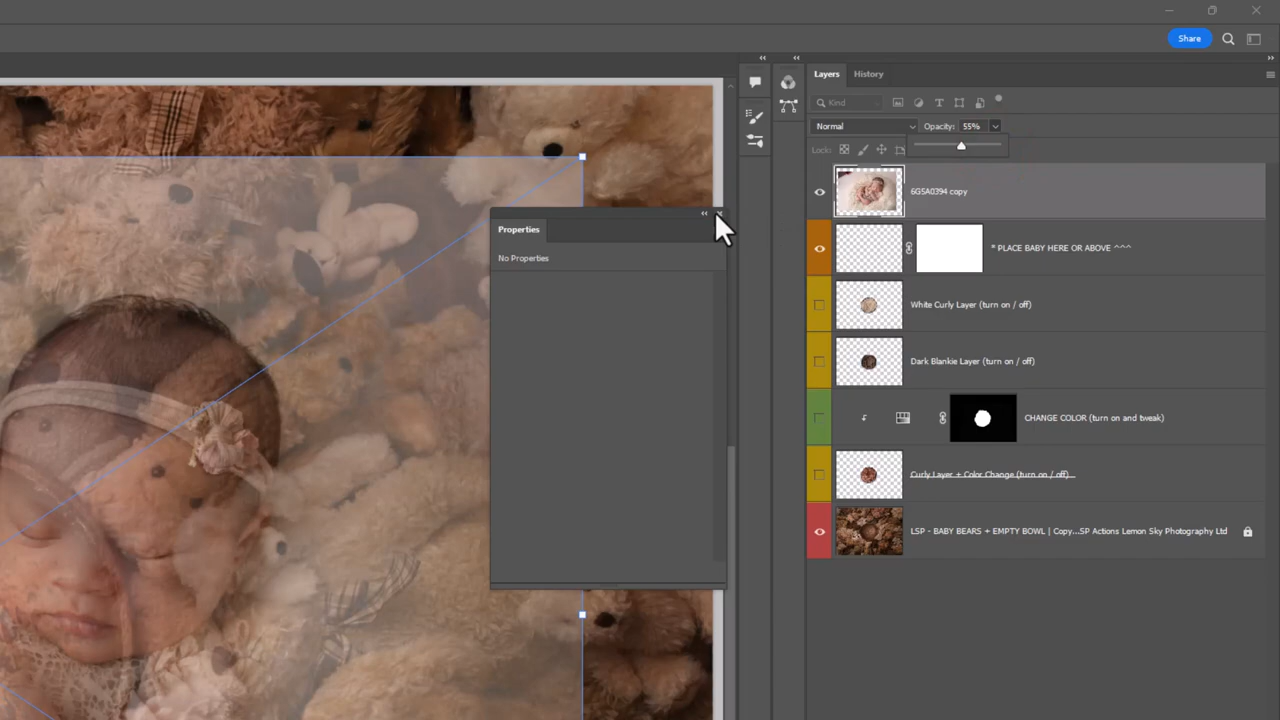 Share
Layers
History
Kind
Normal
Opacity:
55%
Lock:
6GSA0394 copy
Properties
No Properties
* PLACE BABY HERE OR ABOVE ^^^
White Curly Layer (turn on / off)
Dark Blankie Layer (turn on / off)
CHANGE COLOR (turn on and tweak)
Curly Layer + Color Change (turn on / off)
LSP - BABY BEARS + EMPTY BOWL | Copy...SP Actions Lemon Sky Photography Ltd